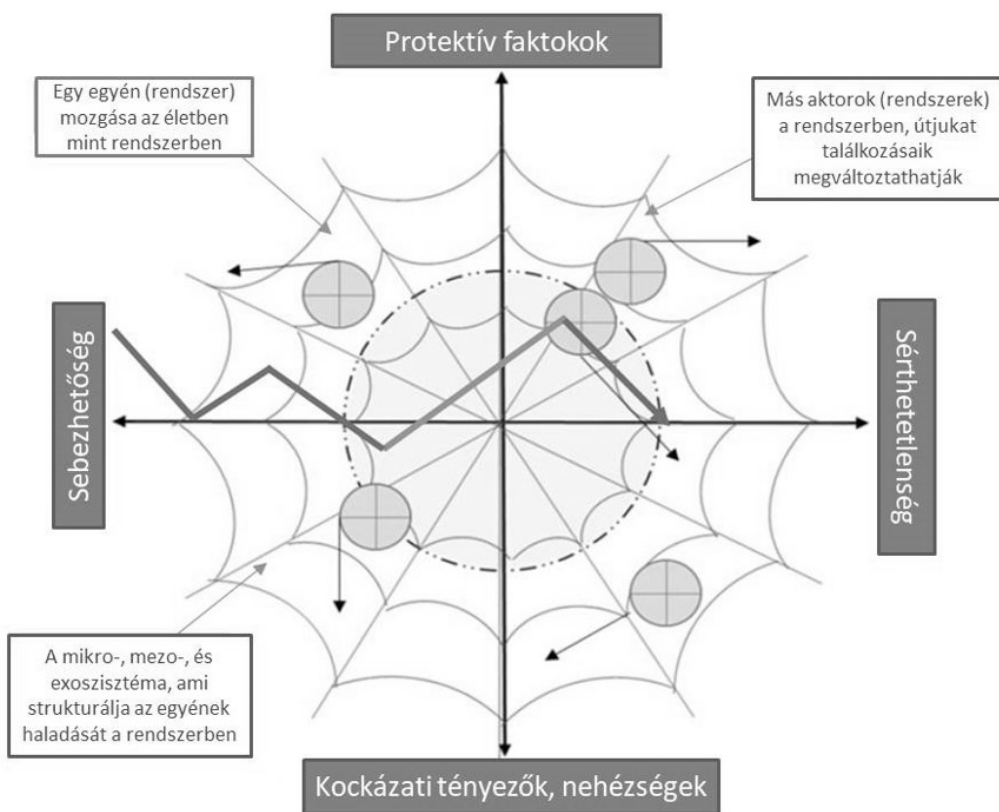 Protektív faktokok
Egy egyén (rendszer)
mozgása az életben
mint rendszerben
Más aktorok (rendszerek)
a rendszerben, útjukat
találkozásaik
megváltoztathatják
Sebezhetőség
Sérthetetlenség
A mikro-, mezo-, és
exoszisztéma, ami
strukturálja az egyének
haladását a rendszerben
Kockázati tényezők, nehézségek